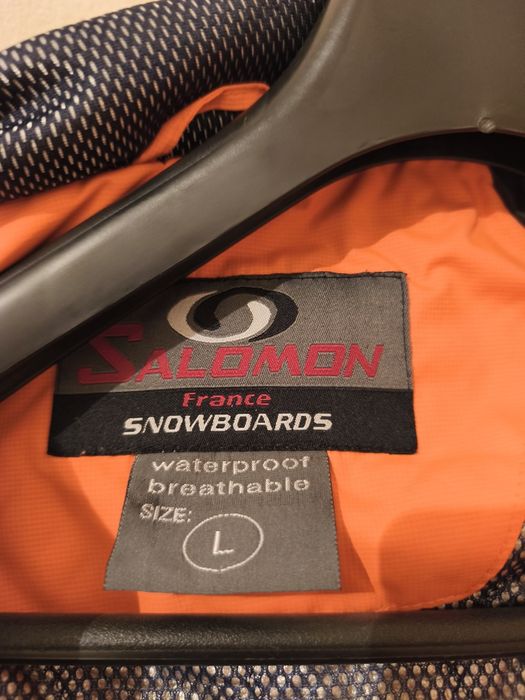 SALOMON
France
SNOWBOARDS
waterproof
breathable
SIZE:
L